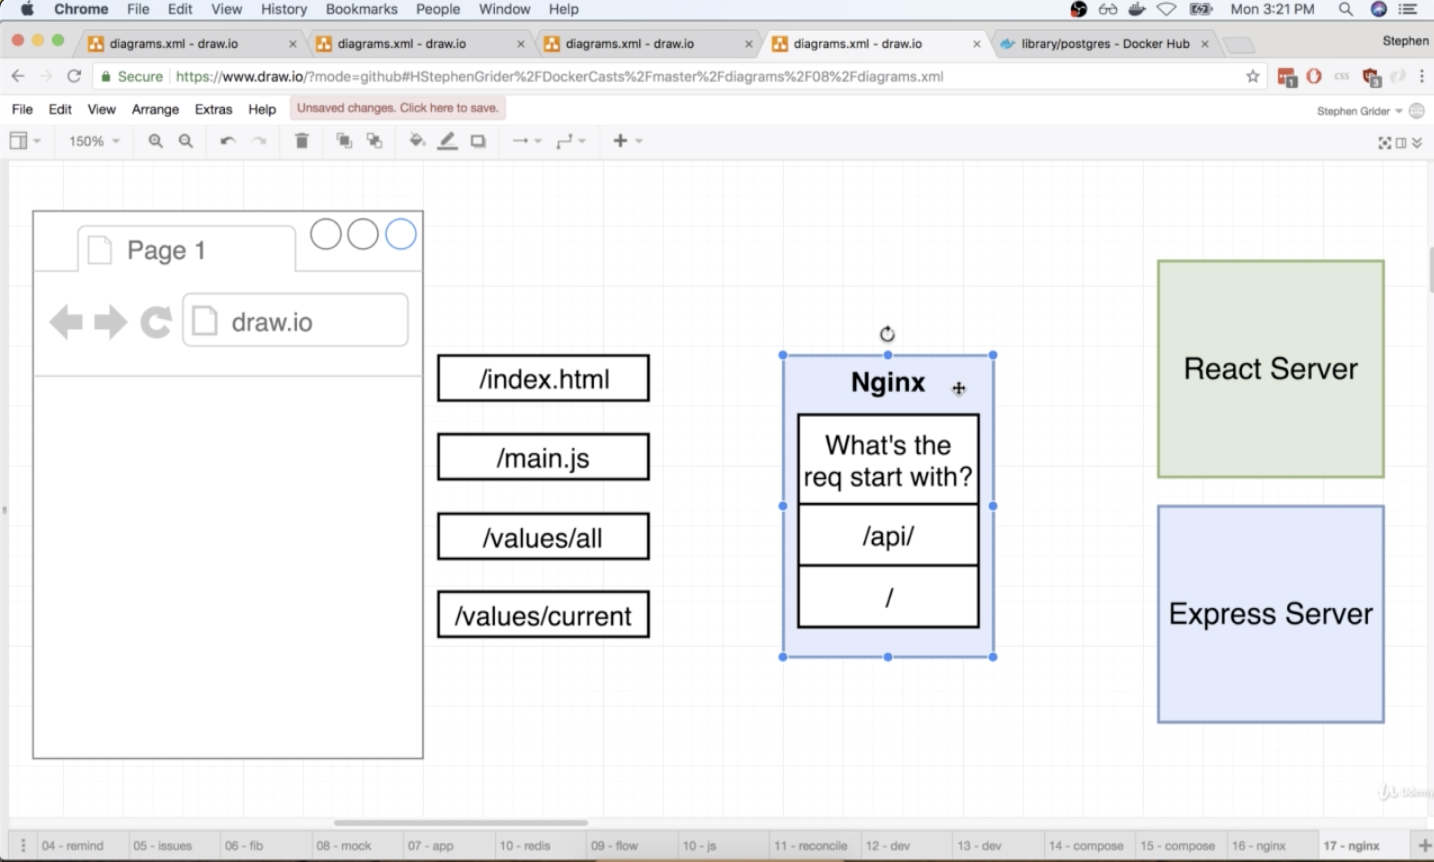 Chrome File Edit View History Bookmarks People Window Help Mon 3:21 PM
diagrams.xml - draw.io diagrams.xml - draw.io diagrams.xml - draw.io diagrams.xml - draw.io library/postgres - Docker Hub Stephen
Secure https://www.draw.io/?mode=github#HStephenGrider%2FDockerCasts%2Fmaster%2Fdiagrams%2F08%2Fdiagrams.xml css 1 3
File Edit View Arrange Extras Help Unsaved changes. Click here to save. Stephen Grider
150%
Page 1
draw.io
/index.html
/main.js
/values/all
/values/current
Nginx
What's the
req start with?
/api/
/
React Server
Express Server
Udemy
04 - remind 05 - issues 06 - fib 08 - mock 07 - app 10 - redis 09 - flow 10 - js 11 - reconcile 12 - dev 13 - dev 14 - compose 15 - compose 16 - nginx 17 - nginx